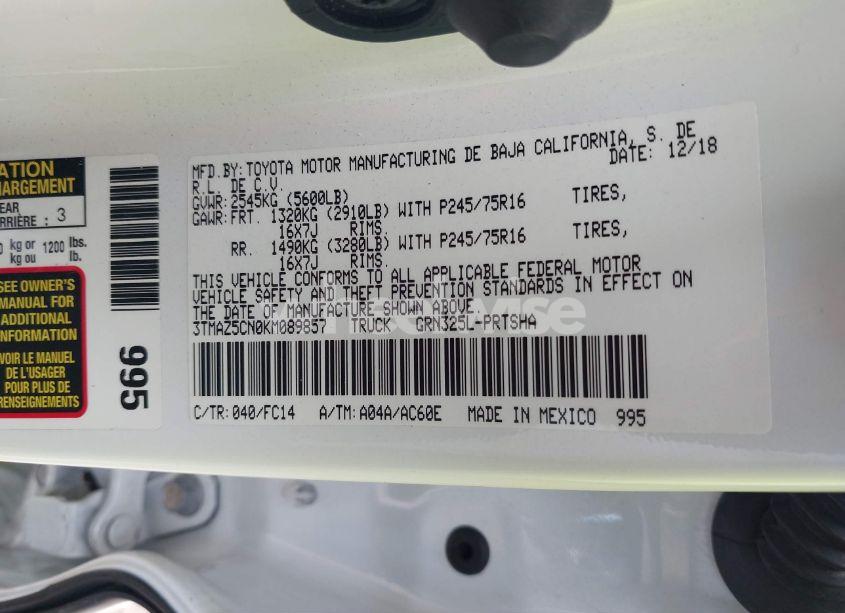 ATION
HARGEMENT
EAR
RRIÈRE : 3
0 kg or 1200 lbs.
kg ou lb.
SEE OWNER'S
MANUAL FOR
ADDITIONAL
INFORMATION
VOIR LE MANUEL
DE L'USAGER
POUR PLUS DE
RENSEIGNEMENTS
995
MFD.BY:TOYOTA MOTOR MANUFACTURING DE BAJA CALIFORNIA, S. DE
R.L. DE C.V. DATE: 12/18
GVWR:2545KG (5600LB)
GAWR:FRT. 1320KG (2910LB) WITH P245/75R16 TIRES,
16X7J RIMS.
RR. 1490KG (3280LB) WITH P245/75R16 TIRES,
16X7J RIMS.
THIS VEHICLE CONFORMS TO ALL APPLICABLE FEDERAL MOTOR
VEHICLE SAFETY AND THEFT PREVENTION STANDARDS IN EFFECT ON
THE DATE OF MANUFACTURE SHOWN ABOVE.
3TMAZ5CN0KM089857 TRUCK GRN325L-PRTSHA
C/TR:040/FC14 A/TM:A04A/AC60E MADE IN MEXICO 995